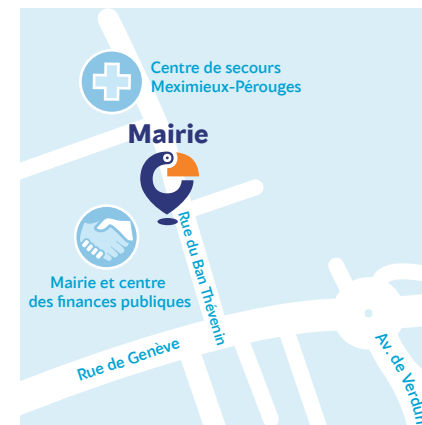 Centre de secours
Meximieux-Pérouges
Mairie
Rue du Ban Thévenin
Mairie et centre
des finances publiques
Rue de Genève
Av. de Verdun